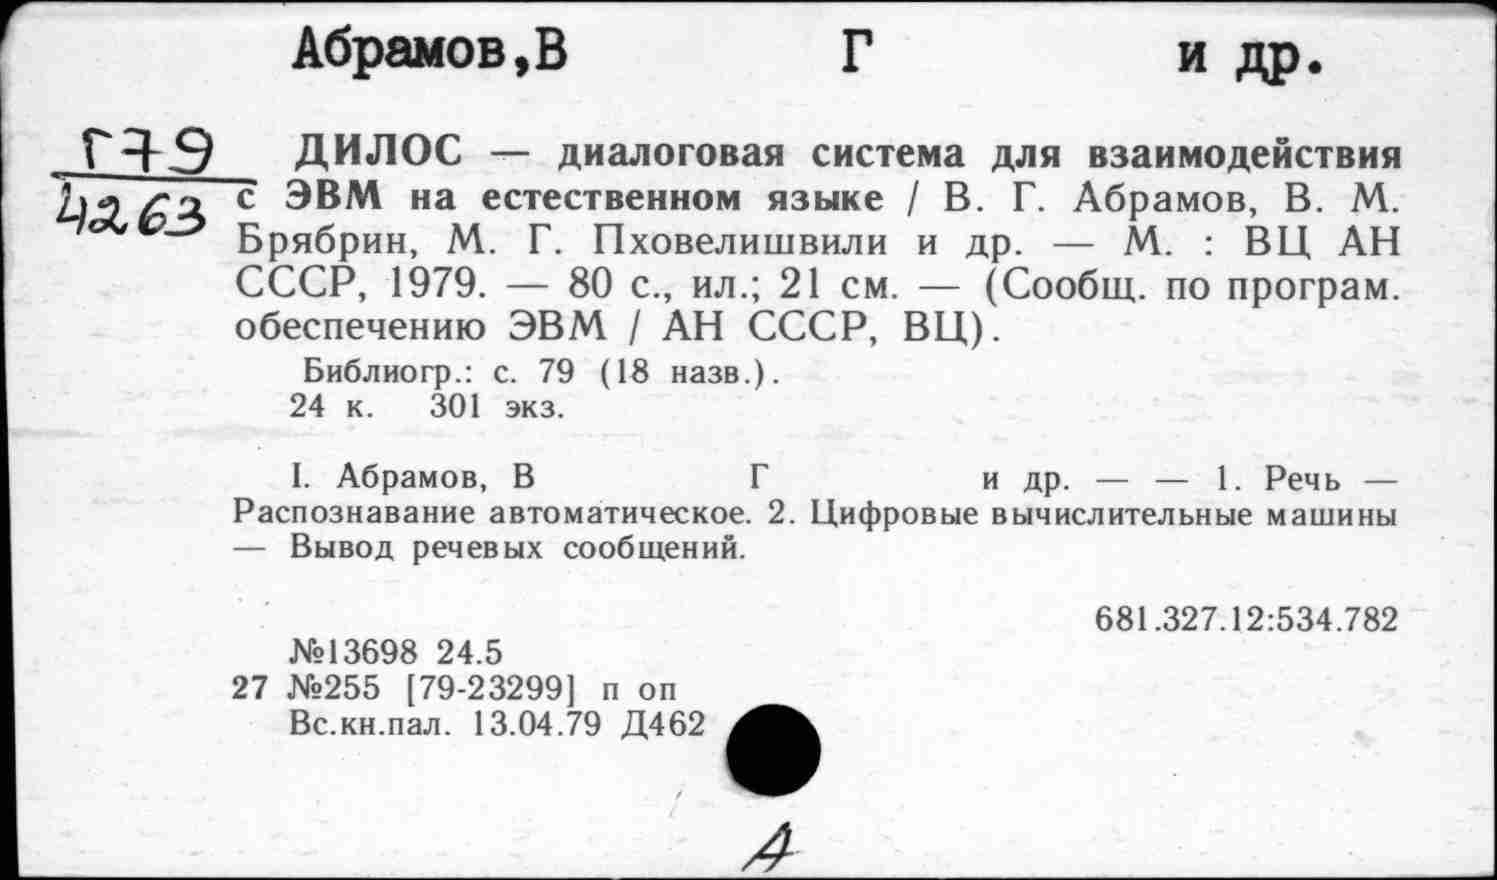 Абрамов,В Г и др.
Г79
4263
ДИЛОС — диалоговая система для взаимодействия
с ЭВМ на естественном языке / В. Г. Абрамов, В. М.
Брябрин, М. Г. Пховелишвили и др. — М. : ВЦ АН
СССР, 1979. — 80 с., ил.; 21 см. — (Сообщ. по програм.
обеспечению ЭВМ / АН СССР, ВЦ).
Библиогр.: с. 79 (18 назв.).
24 к. 301 экз.
I. Абрамов, В Г и др. — — 1. Речь —
Распознавание автоматическое. 2. Цифровые вычислительные машины
— Вывод речевых сообщений.
681.327.12:534.782
№13698 24.5
27 №255 [79-23299] п оп
Вс.кн.пал. 13.04.79 Д462
А